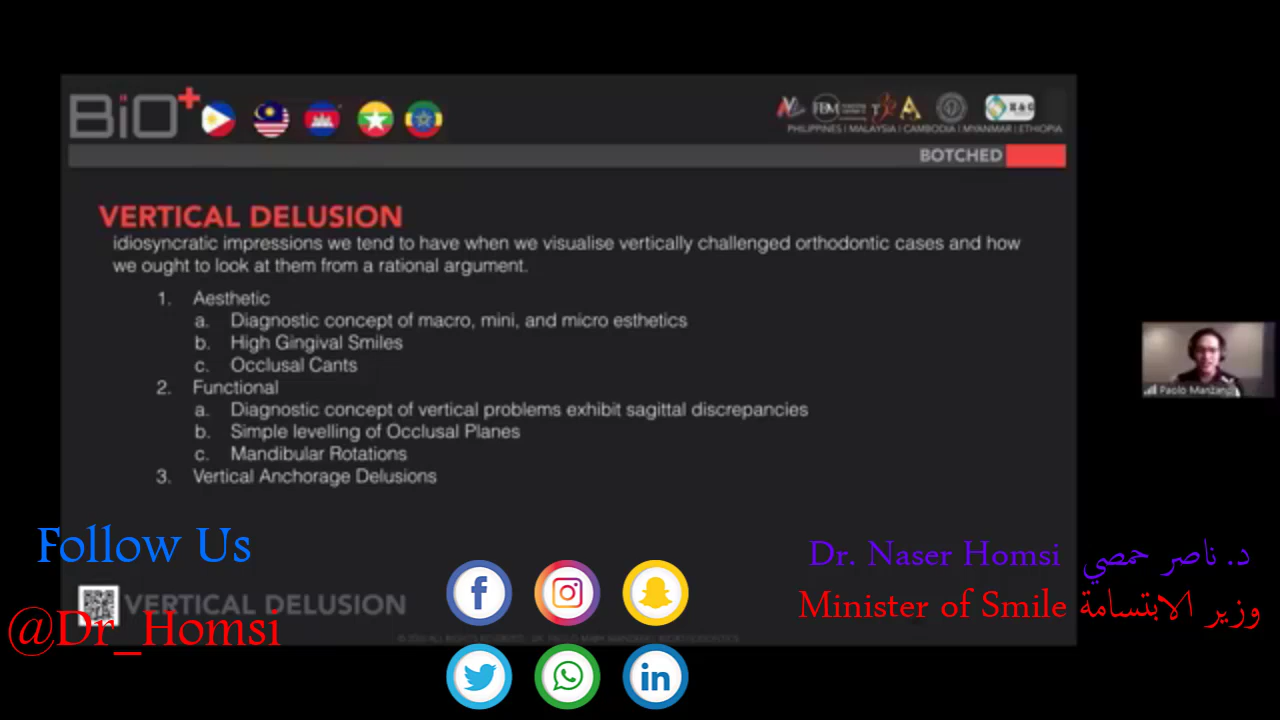 BiO+
FDM
K&G
PHILIPPINES | MALAYSIA | CAMBODIA | MYANMAR | ETHIOPIA
BOTCHED
VERTICAL DELUSION
idiosyncratic impressions we tend to have when we visualise vertically challenged orthodontic cases and how
we ought to look at them from a rational argument.
1. Aesthetic
a. Diagnostic concept of macro, mini, and micro esthetics
b. High Gingival Smiles
c. Occlusal Cants
2. Functional
a. Diagnostic concept of vertical problems exhibit sagittal discrepancies
b. Simple levelling of Occlusal Planes
c. Mandibular Rotations
3. Vertical Anchorage Delusions
Paolo
Follow Us
Dr. Naser Homsi د. ناصر حمصي
VERTICAL DELUSION
Minister of Smile وزير الابتسامة
@Dr_Homsi